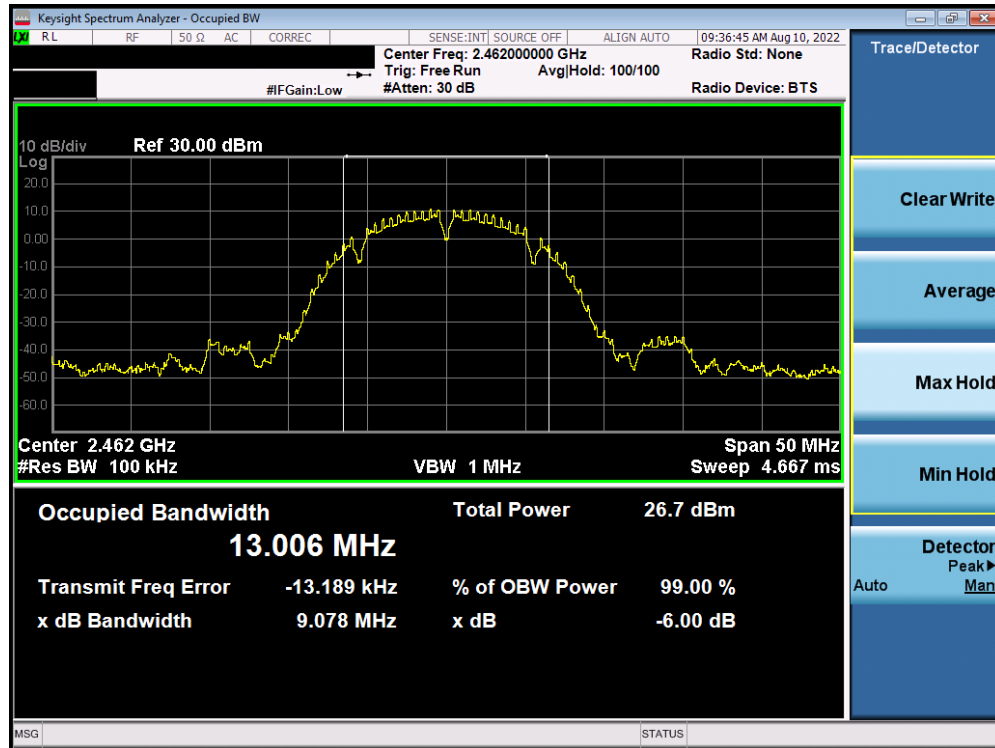 Keysight Spectrum Analyzer - Occupied BW
LXI RL RF 50 Ω AC CORREC SENSE:INT SOURCE OFF ALIGN AUTO 09:36:45 AM Aug 10, 2022
Center Freq: 2.462000000 GHz Radio Std: None
Trig: Free Run Avg|Hold: 100/100
#IFGain:Low #Atten: 30 dB Radio Device: BTS
10 dB/div Ref 30.00 dBm
Log
20.0
10.0
0.00
-10.0
-20.0
-30.0
-40.0
-50.0
-60.0
Center 2.462 GHz Span 50 MHz
#Res BW 100 kHz VBW 1 MHz Sweep 4.667 ms
Occupied Bandwidth Total Power 26.7 dBm
13.006 MHz
Transmit Freq Error -13.189 kHz % of OBW Power 99.00 %
x dB Bandwidth 9.078 MHz x dB -6.00 dB
MSG STATUS
Trace/Detector
Clear Write
Average
Max Hold
Min Hold
Detector
Peak▶
Auto Man